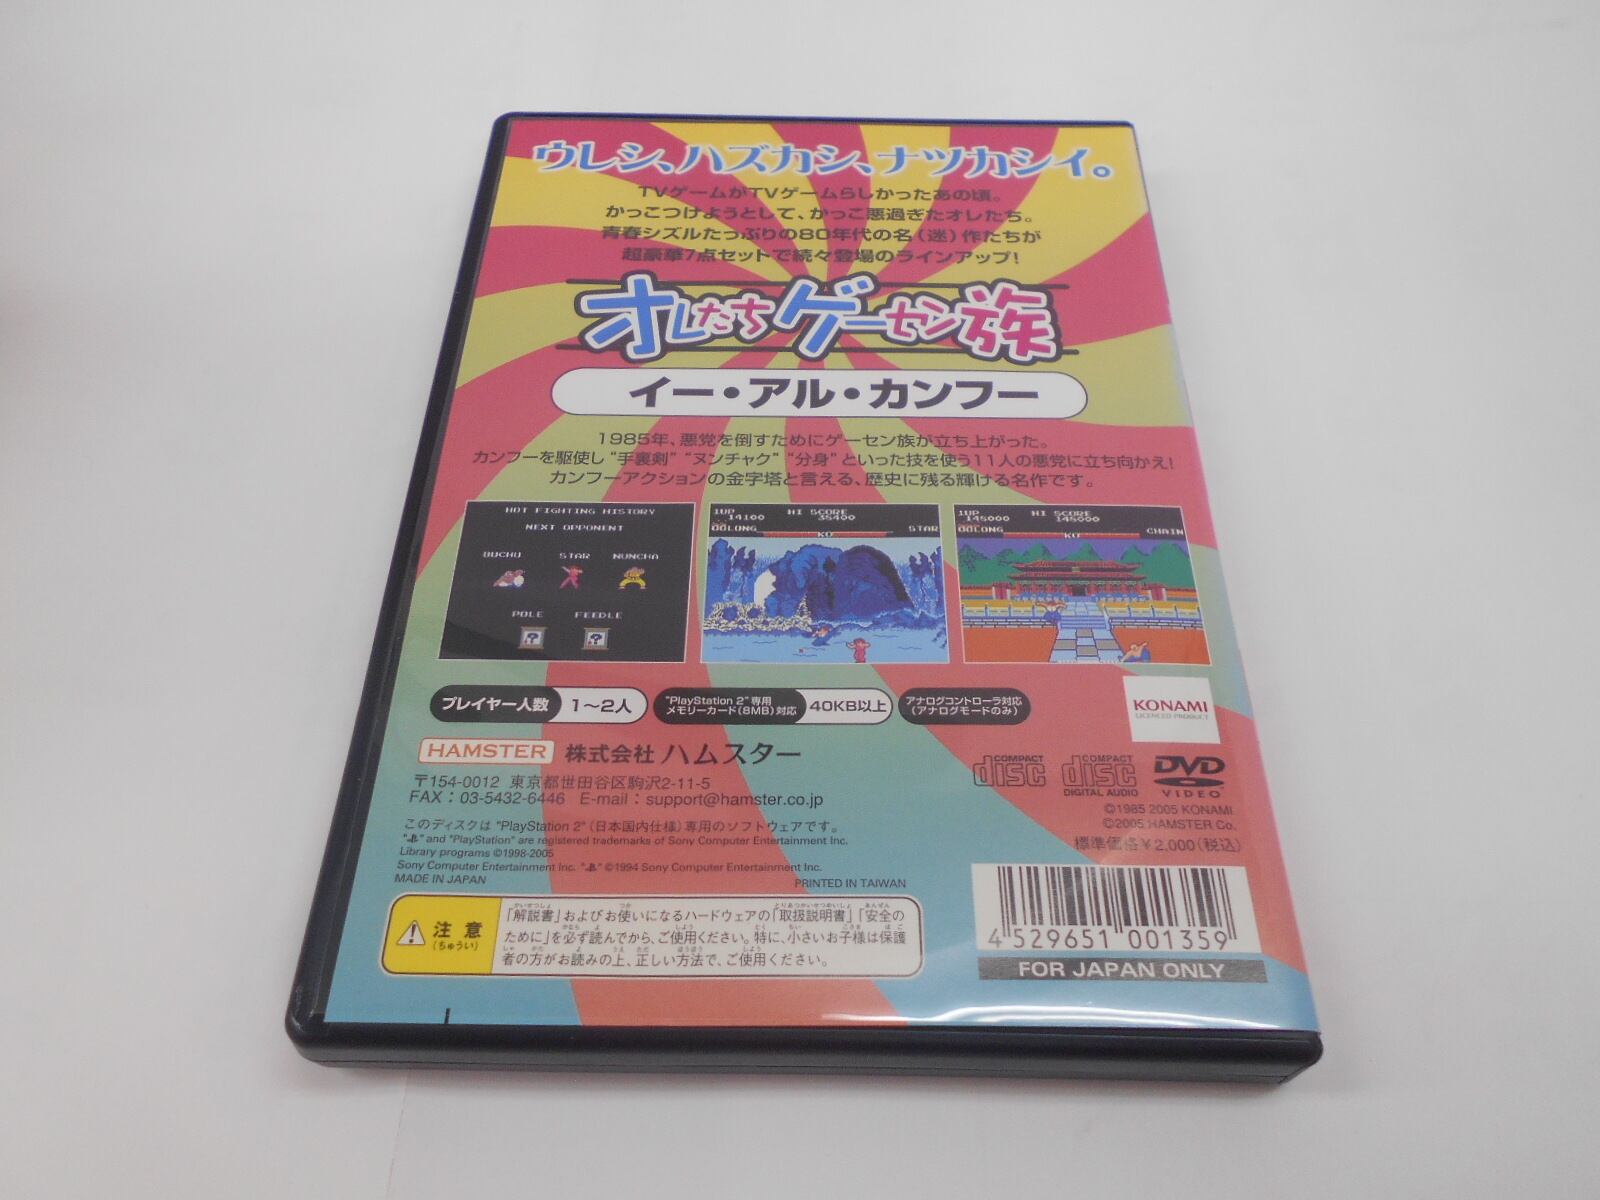 ウレシ、ハズカシ、ナツカシイ。
TVゲームがTVゲームらしかったあの頃。
かっこつけようとして、かっこ悪過ぎたオレたち。
青春シズルたっぷりの80年代の名（迷）作たちが
超豪華7点セットで続々登場のラインアップ！
オレたちゲーセン族
イー・アル・カンフー
1985年、悪党を倒すためにゲーセン族が立ち上がった。
カンフーを駆使し“手裏剣”“ヌンチャク”“分身”といった技を使う11人の悪党に立ち向かえ！
カンフーアクションの金字塔と言える、歴史に残る輝ける名作です。
HOT FIGHTING HISTORY
NEXT OPPONENT
BUCHU STAR NUNCHA
POLE FEEDLE
1UP HI SCORE
14100 35400
OOLONG STAR
KO
1UP HI SCORE
145000 145000
OOLONG CHAIN
KO
プレイヤー人数 1〜2人
"PlayStation 2"専用
メモリーカード（8MB）対応 40KB以上
アナログコントローラ対応
（アナログモードのみ）
KONAMI
LICENCED PRODUCT
HAMSTER 株式会社 ハムスター
〒154-0012 東京都世田谷区駒沢2-11-5
FAX：03-5432-6446 E-mail：support@hamster.co.jp
COMPACT disc
COMPACT disc DIGITAL AUDIO
DVD VIDEO
©1985 2005 KONAMI
©2005 HAMSTER Co.
標準価格￥2,000（税込）
このディスクは"PlayStation 2"（日本国内仕様）専用のソフトウェアです。
" " and "PlayStation" are registered trademarks of Sony Computer Entertainment Inc.
Library programs ©1998-2005
Sony Computer Entertainment Inc. " " ©1994 Sony Computer Entertainment Inc.
MADE IN JAPAN PRINTED IN TAIWAN
注意
（ちゅうい）
「解説書」およびお使いになるハードウェアの「取扱説明書」「安全の
ために」を必ず読んでから、ご使用ください。特に、小さいお子様は保護
者の方がお読みの上、正しい方法で、ご使用ください。
4 529651 001359
FOR JAPAN ONLY